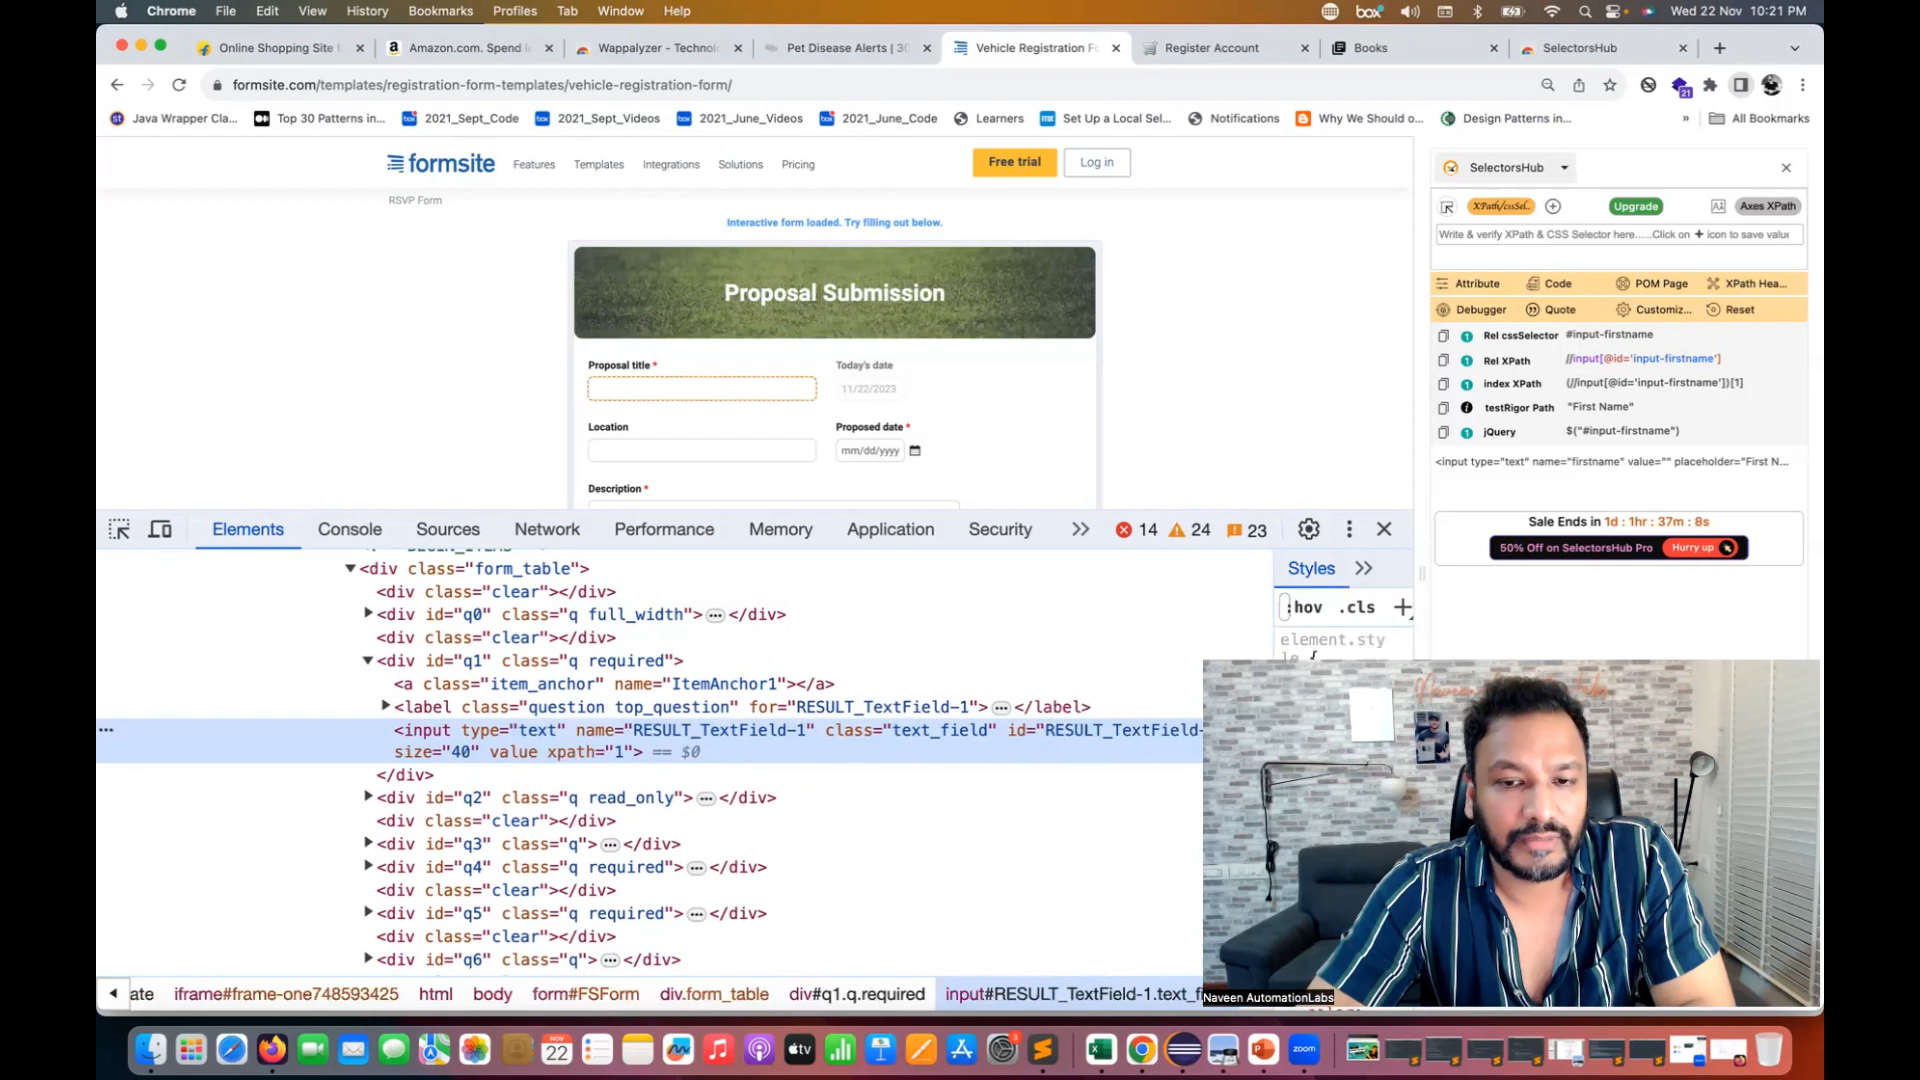 Chrome File Edit View History Bookmarks Profiles Tab Window Help box Wed 22 Nov 10:21 PM
Online Shopping Site f Amazon.com. Spend l Wappalyzer - Technol Pet Disease Alerts | 30 Vehicle Registration Fo Register Account Books SelectorsHub
formsite.com/templates/registration-form-templates/vehicle-registration-form/ 21
Java Wrapper Cla... Top 30 Patterns in... 2021_Sept_Code 2021_Sept_Videos 2021_June_Videos 2021_June_Code Learners Set Up a Local Sel... Notifications Why We Should o... Design Patterns in... » All Bookmarks
formsite Features Templates Integrations Solutions Pricing Free trial Log in
RSVP Form
Interactive form loaded. Try filling out below.
Proposal Submission
Proposal title * Today's date
11/22/2023
Location Proposed date *
mm/dd/yyyy
Description *
SelectorsHub
XPath/cssSel.. Upgrade Axes XPath
Write & verify XPath & CSS Selector here......Click on + icon to save value
Attribute Code POM Page XPath Hea...
Debugger Quote Customiz... Reset
1 Rel cssSelector #input-firstname
1 Rel XPath //input[@id='input-firstname']
1 index XPath (//input[@id='input-firstname'])[1]
testRigor Path "First Name"
1 jQuery $("#input-firstname")
<input type="text" name="firstname" value="" placeholder="First N...
Sale Ends in 1d : 1hr : 37m : 8s
50% Off on SelectorsHub Pro Hurry up
Elements Console Sources Network Performance Memory Application Security 14 24 23
<div class="form_table">
<div class="clear"></div>
<div id="q0" class="q full_width">…</div>
<div class="clear"></div>
<div id="q1" class="q required">
<a class="item_anchor" name="ItemAnchor1"></a>
<label class="question top_question" for="RESULT_TextField-1">…</label>
<input type="text" name="RESULT_TextField-1" class="text_field" id="RESULT_TextField-
size="40" value xpath="1"> == $0
</div>
<div id="q2" class="q read_only">…</div>
<div class="clear"></div>
<div id="q3" class="q">…</div>
<div id="q4" class="q required">…</div>
<div class="clear"></div>
<div id="q5" class="q required">…</div>
<div class="clear"></div>
<div id="q6" class="q">…</div>
Styles
:hov .cls
element.sty
le {
ate iframe#frame-one748593425 html body form#FSForm div.form_table div#q1.q.required input#RESULT_TextField-1.text_fi
Naveen AutomationLabs
NOV
22
tv
zoom